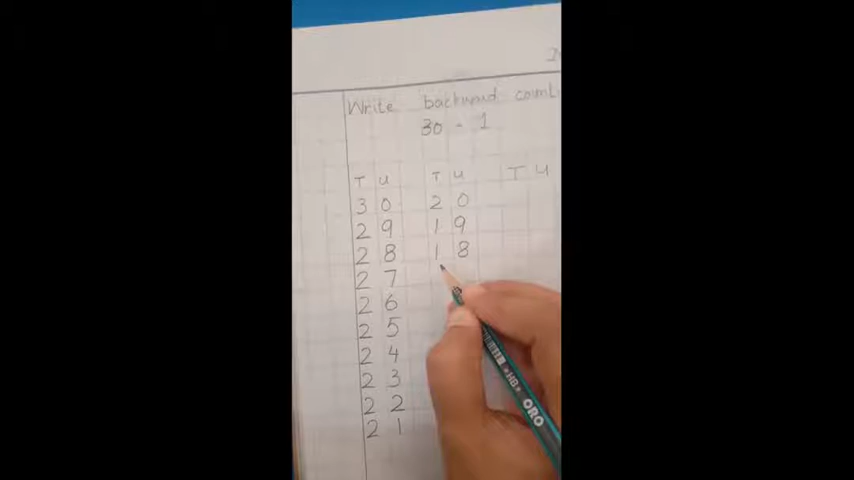 Write backward
30 - 1
T U T U T U
3 0 2 0
2 9 1 9
2 8 1 8
2 7
2 6
2 5
2 4
2 3
2 2
2 1
HB ORO